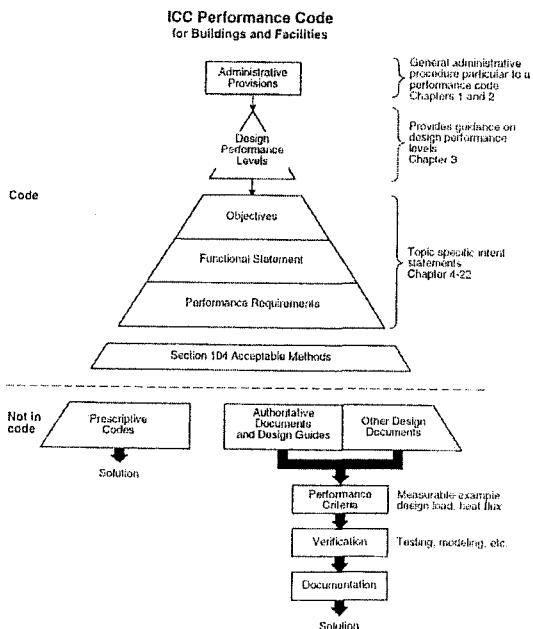 ICC Performance Code
for Buildings and Facilities
Administrative
Provisions
General administrative
procedure particular to a
performance code
Chapters 1 and 2
Design
Performance
Levels
Provides guidance on
design performance
levels
Chapter 3
Code
Objectives
Functional Statement
Performance Requirements
Topic specific intent
statements
Chapter 4-22
Section 104 Acceptable Methods
Not in
code
Prescriptive
Codes
Solution
Authoritative
Documents
and Design Guides
Other Design
Documents
Performance
Criteria
Measurable-example
design load, heat flux
Verification
Testing, modeling, etc.
Documentation
Solution